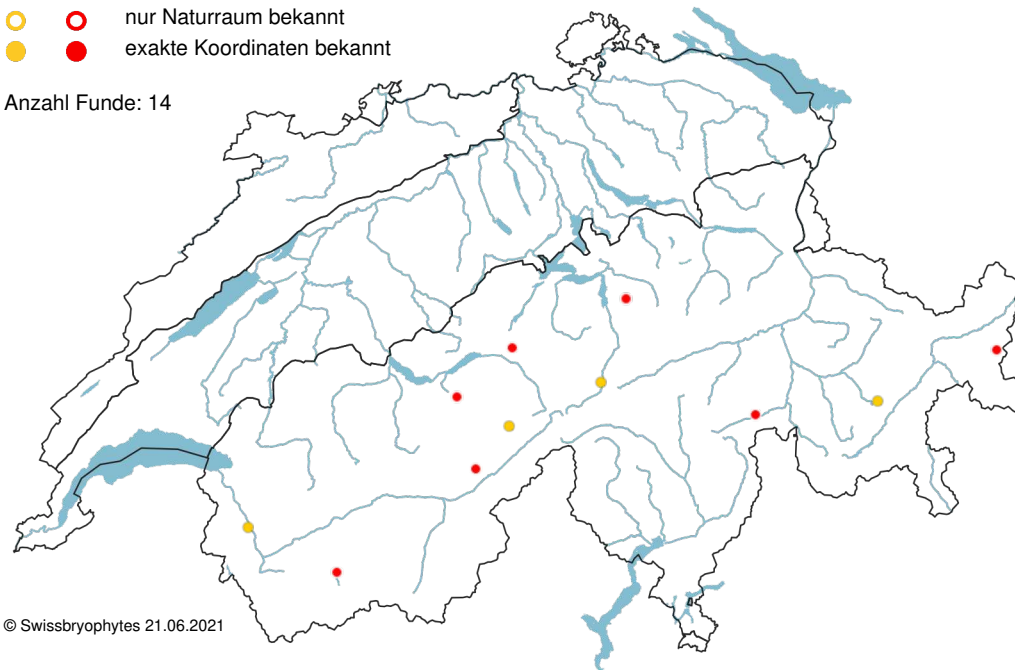 nur Naturraum bekannt
exakte Koordinaten bekannt
Anzahl Funde: 14
© Swissbryophytes 21.06.2021